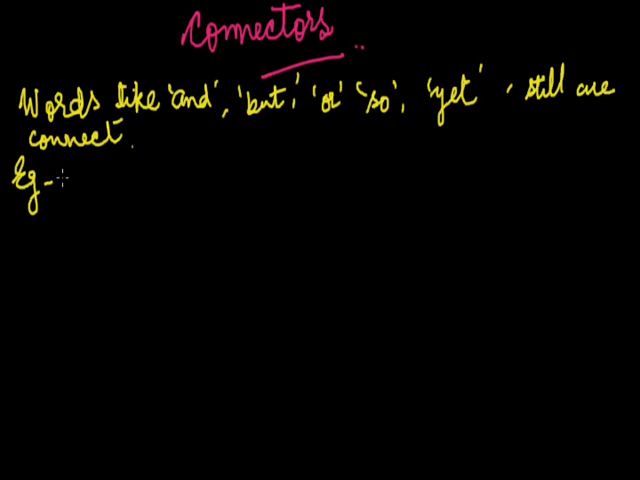 Connectors
Words like 'and', 'but', 'or' 'so', 'yet', still are
connect.
Eg -